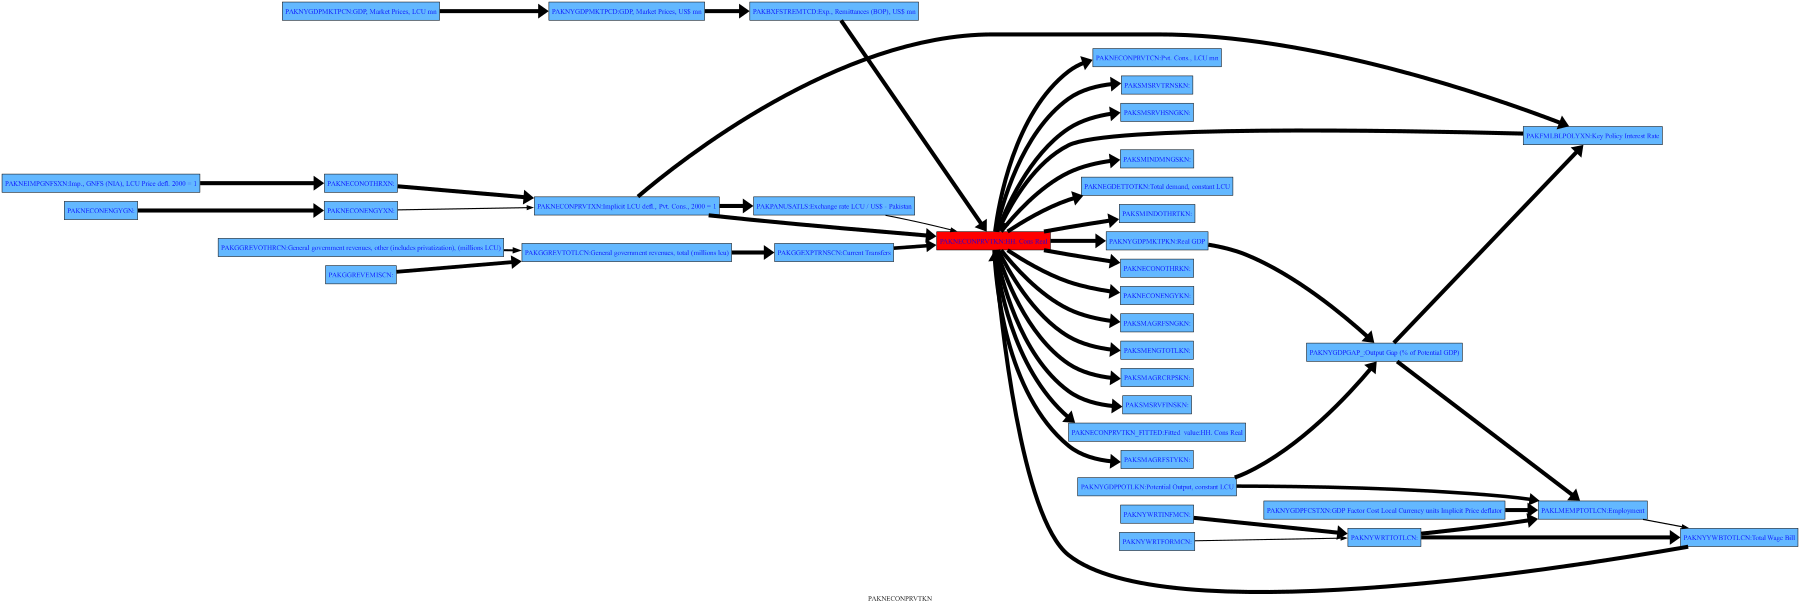 PAKNYGDPMKTPCN:GDP, Market Prices, LCU mn
PAKNYGDPMKTPCD:GDP, Market Prices, US$ mn
PAKBXFSTREMTCD:Exp., Remittances (BOP), US$ mn
PAKNECONPRVTCN:Pvt. Cons., LCU mn
PAKSMSRVTRNSKN:
PAKSMSRVHSNGKN:
PAKFMLBLPOLYXN:Key Policy Interest Rate
PAKSMINDMNGSKN:
PAKNEIMPGNFSXN:Imp., GNFS (NIA), LCU Price defl. 2000 = 1
PAKNECONOTHRXN:
PAKNEGDETTOTKN:Total demand, constant LCU
PAKNECONENGYGN:
PAKNECONENGYXN:
PAKNECONPRVTXN:Implicit LCU defl., Pvt. Cons., 2000 = 1
PAKPANUSATLS:Exchange rate LCU / US$ - Pakistan
PAKSMINDOTHRTKN:
PAKGGREVOTHRCN:General government revenues, other (includes privatization), (millions LCU)
PAKGGREVTOTLCN:General government revenues, total (millions lcu)
PAKGGEXPTRNSCN:Current Transfers
PAKNECONPRVTKN:HH. Cons Real
PAKNYGDPMKTPKN:Real GDP
PAKGGREVEMISCN:
PAKNECONOTHRKN:
PAKNECONENGYKN:
PAKSMAGRFSNGKN:
PAKSMENGTOTLKN:
PAKNYGDPGAP_:Output Gap (% of Potential GDP)
PAKSMAGRCRPSKN:
PAKSMSRVFINSKN:
PAKNECONPRVTKN_FITTED:Fitted value:HH. Cons Real
PAKSMAGRFSTYKN:
PAKNYGDPPOTLKN:Potential Output, constant LCU
PAKNYGDPFCSTXN:GDP Factor Cost Local Currency units Implicit Price deflator
PAKLMEMPTOTLCN:Employment
PAKNYWRTINFMCN:
PAKNYWRTFORMCN:
PAKNYWRTTOTLCN:
PAKNYYWBTOTLCN:Total Wage Bill
PAKNECONPRVTKN